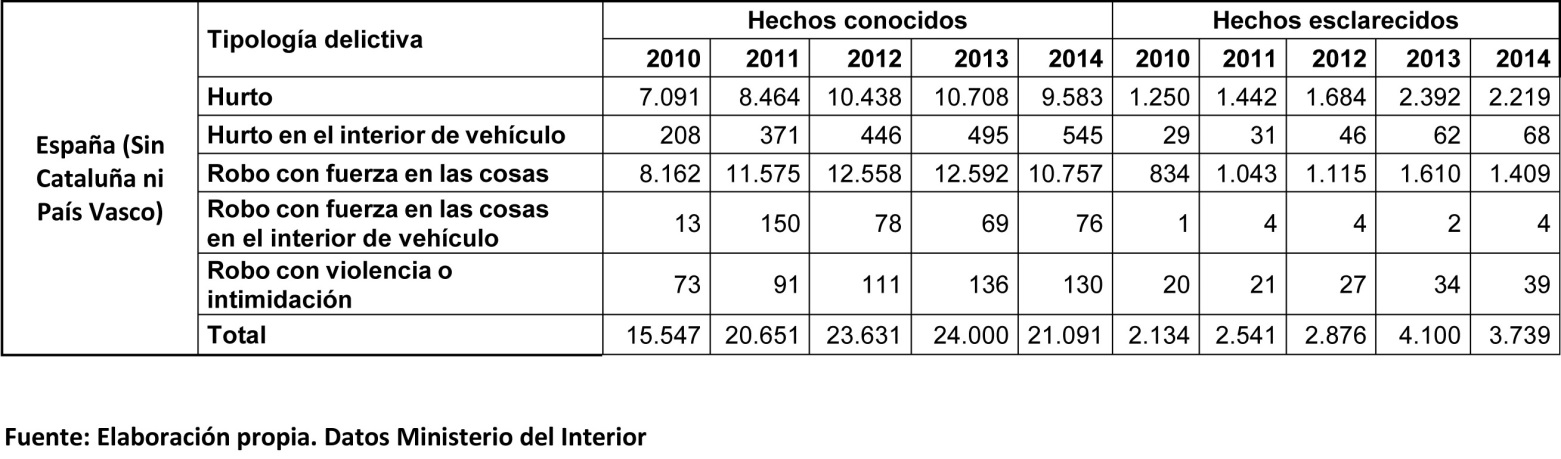 Hechos conocidos Hechos esclarecidos
Tipología delictiva
2010 2011 2012 2013 2014 2010 2011 2012 2013 2014
Hurto 7.091 8.464 10.438 10.708 9.583 1.250 1.442 1.684 2.392 2.219
Hurto en el interior de vehículo 208 371 446 495 545 29 31 46 62 68
España (Sin
Cataluña ni
País Vasco)
Robo con fuerza en las cosas 8.162 11.575 12.558 12.592 10.757 834 1.043 1.115 1.610 1.409
Robo con fuerza en las cosas
en el interior de vehículo 13 150 78 69 76 1 4 4 2 4
Robo con violencia o
intimidación 73 91 111 136 130 20 21 27 34 39
Total 15.547 20.651 23.631 24.000 21.091 2.134 2.541 2.876 4.100 3.739
Fuente: Elaboración propia. Datos Ministerio del Interior